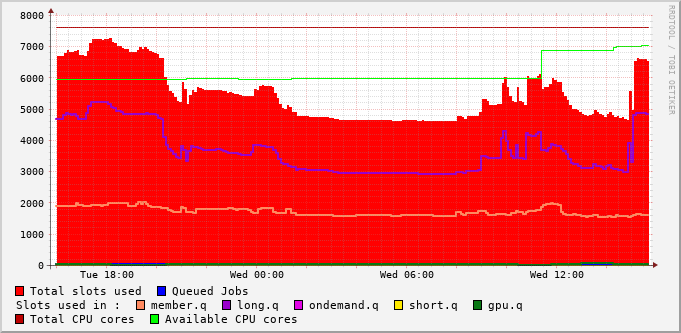 8000
7000
6000
5000
4000
3000
2000
1000
0
Tue 18:00 Wed 00:00 Wed 06:00 Wed 12:00
Total slots used Queued Jobs
Slots used in : member.q long.q ondemand.q short.q gpu.q
Total CPU cores Available CPU cores
RRDTOOL / TOBI OETIKER